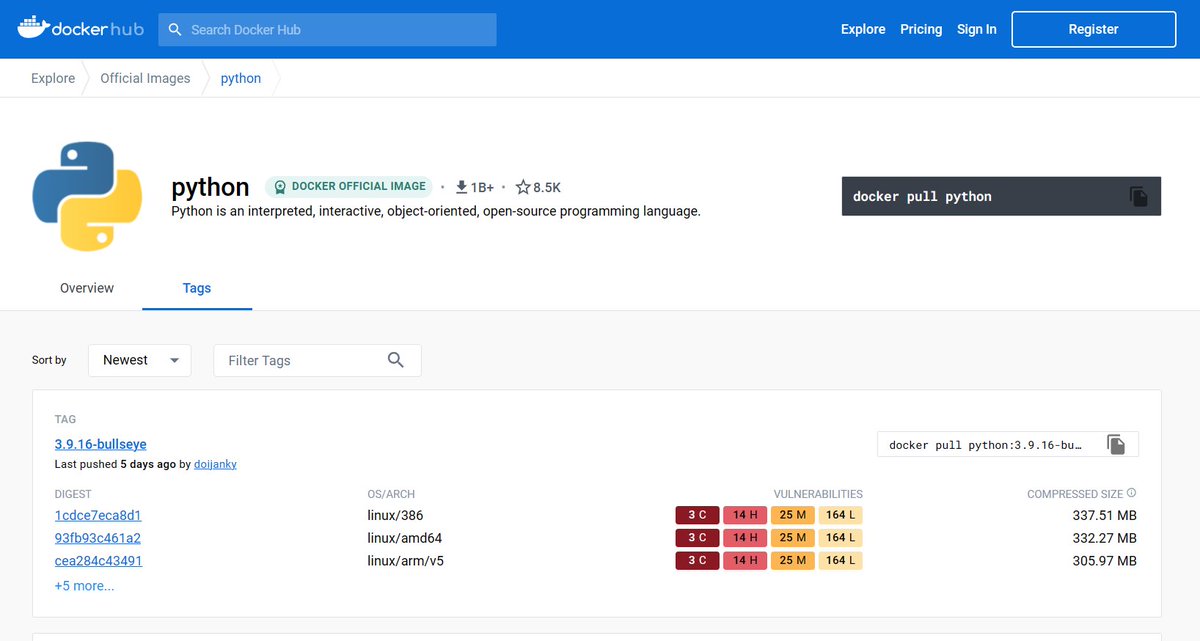 docker hub
Search Docker Hub
Explore
Pricing
Sign In
Register
Explore
Official Images
python
python
DOCKER OFFICIAL IMAGE
1B+
8.5K
Python is an interpreted, interactive, object-oriented, open-source programming language.
docker pull python
Overview
Tags
Sort by
Newest
Filter Tags
TAG
3.9.16-bullseye
Last pushed 5 days ago by doijanky
docker pull python:3.9.16-bu…
DIGEST OS/ARCH VULNERABILITIES COMPRESSED SIZE
1cdce7eca8d1 linux/386 3 C 14 H 25 M 164 L 337.51 MB
93fb93c461a2 linux/amd64 3 C 14 H 25 M 164 L 332.27 MB
cea284c43491 linux/arm/v5 3 C 14 H 25 M 164 L 305.97 MB
+5 more...